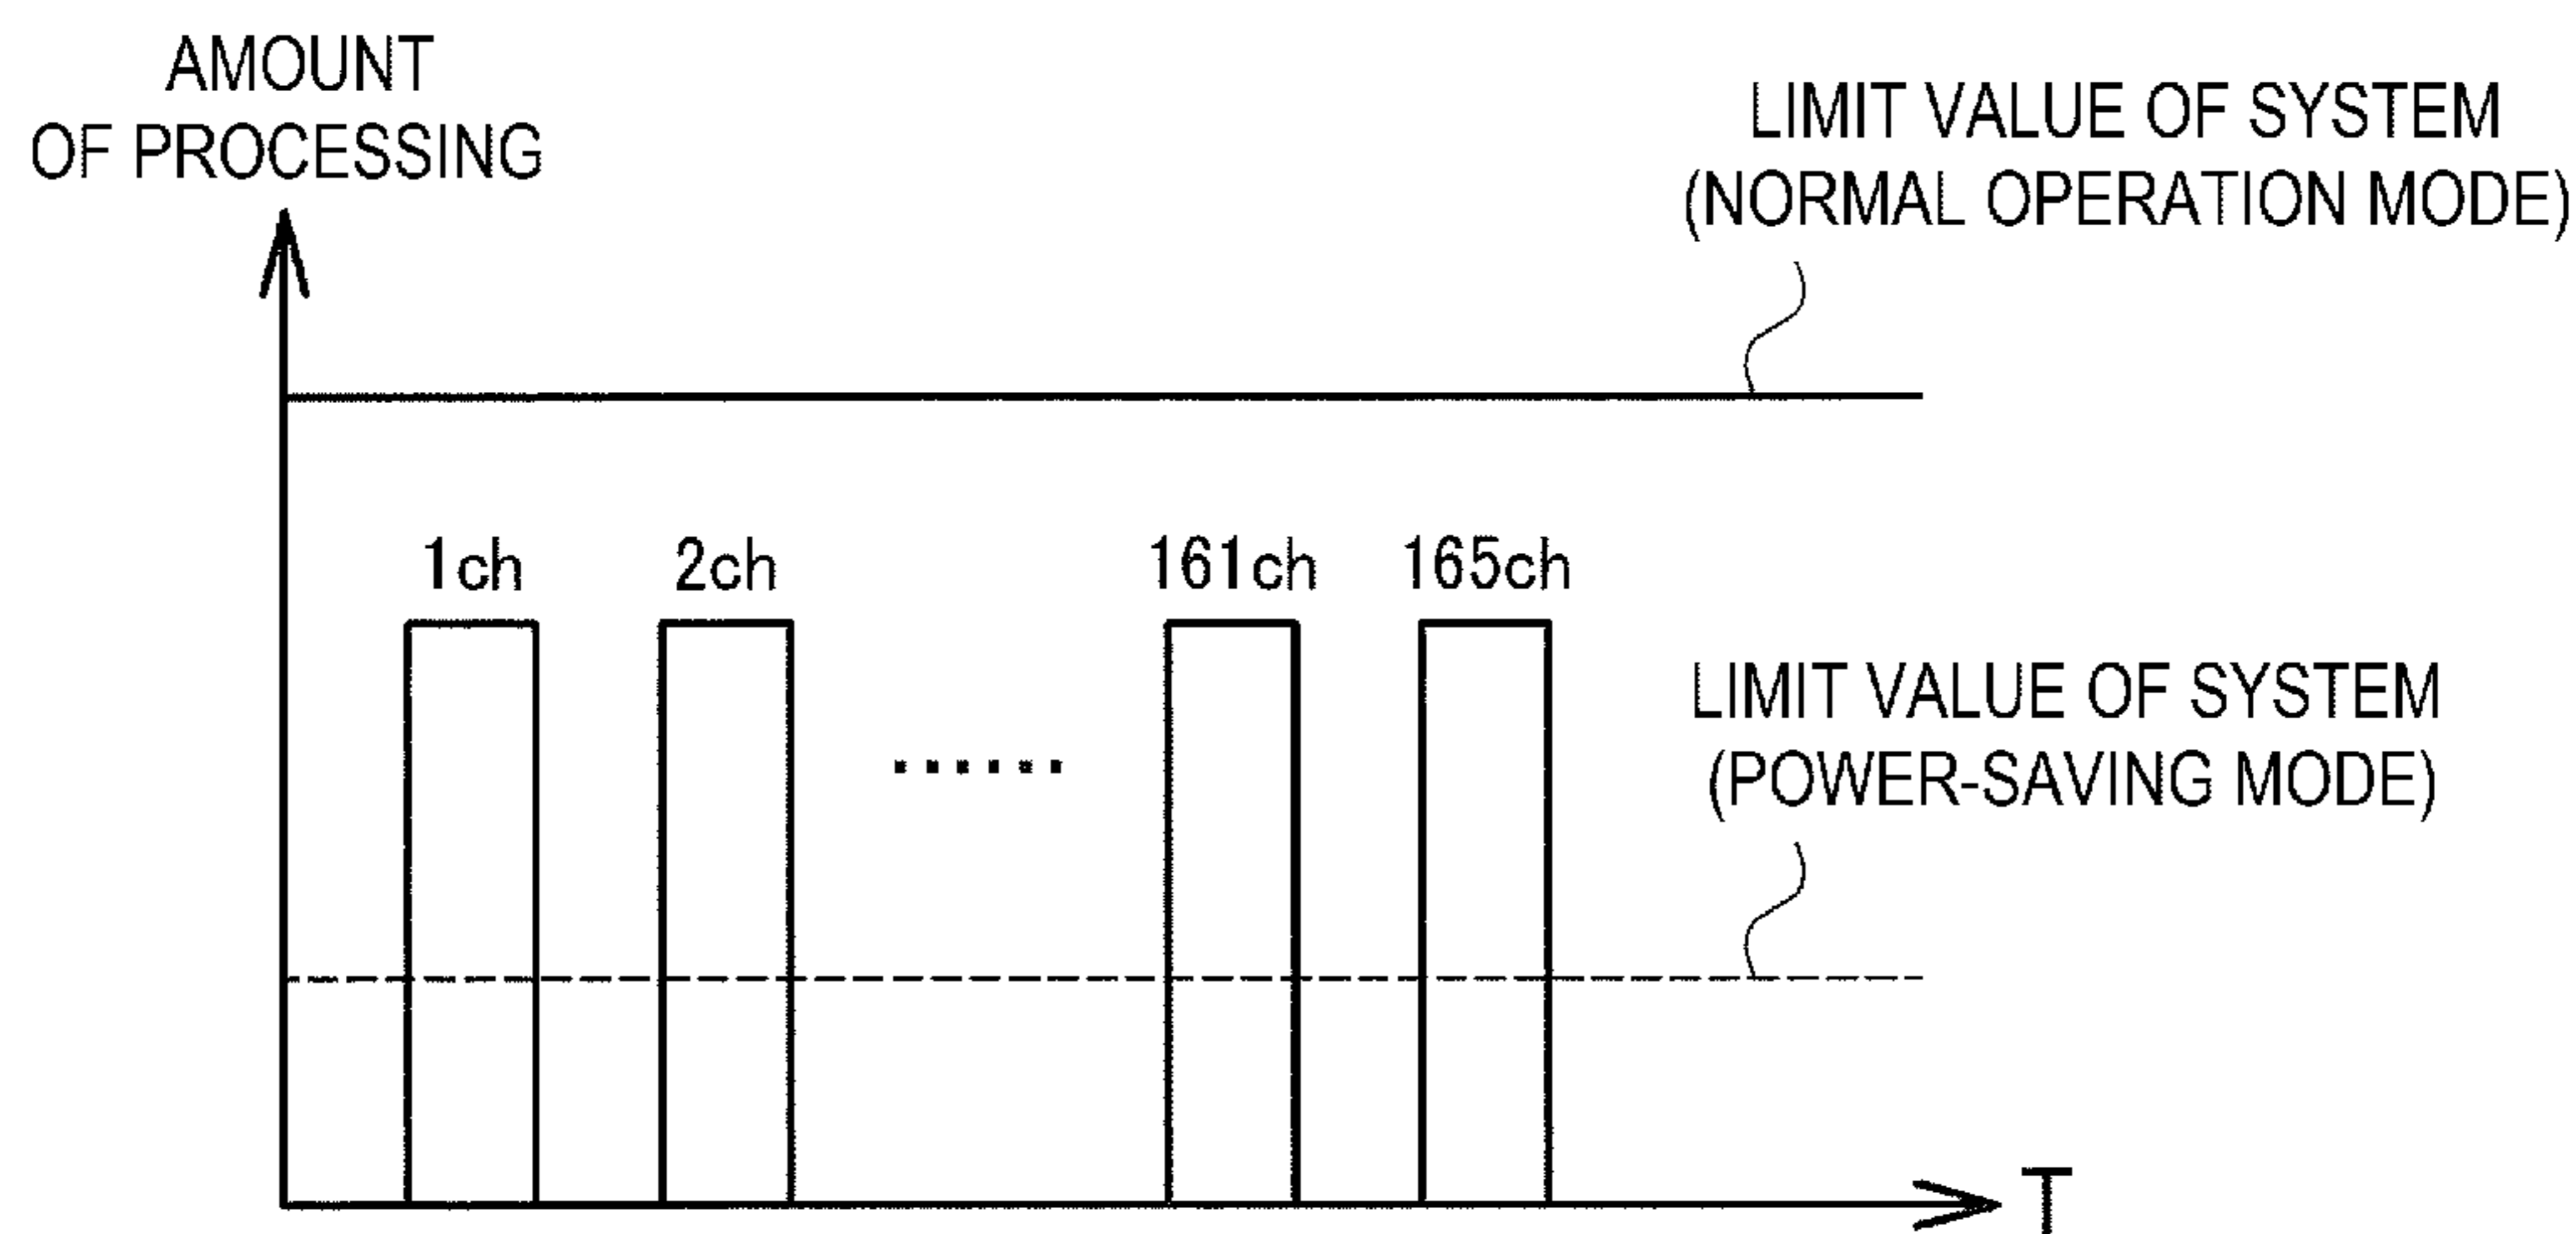 AMOUNT
OF PROCESSING
LIMIT VALUE OF SYSTEM
(NORMAL OPERATION MODE)
1ch 2ch 161ch 165ch
LIMIT VALUE OF SYSTEM
(POWER-SAVING MODE)
T